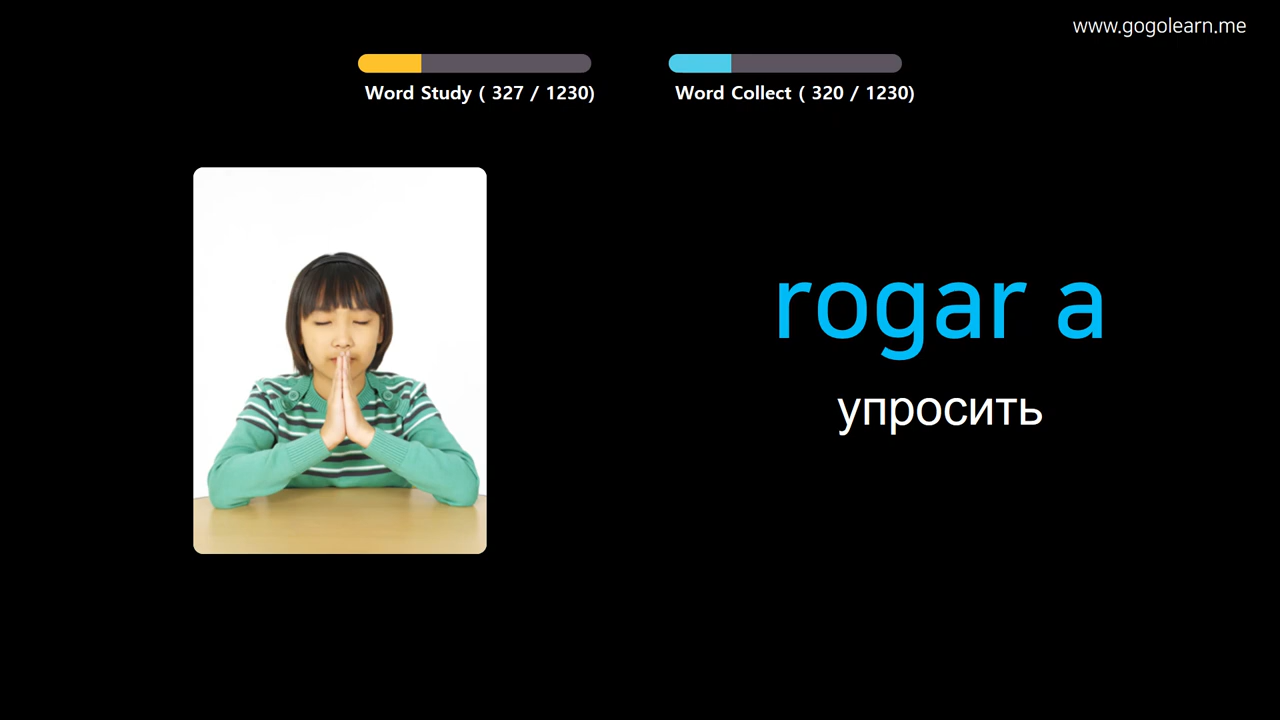 www.gogolearn.me
Word Study ( 327 / 1230)
Word Collect ( 320 / 1230)
rogar a
упросить